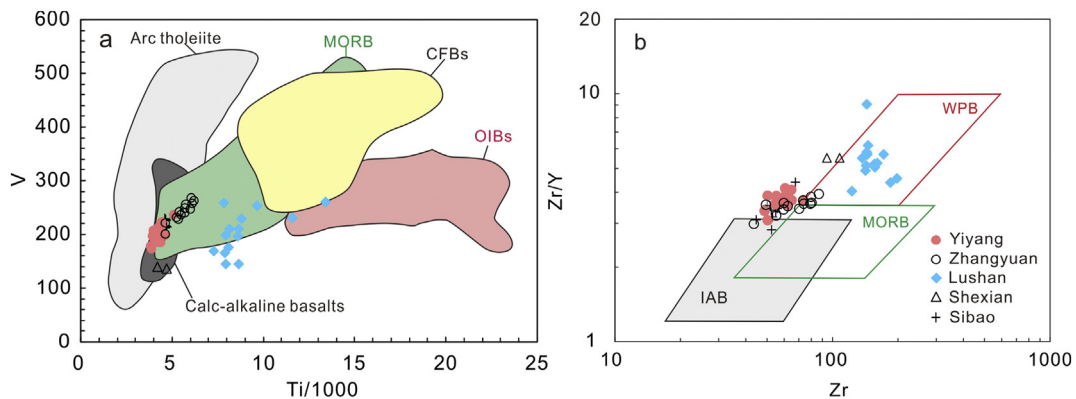 a
Arc tholeiite
MORB
CFBs
OIBs
Calc-alkaline basalts
600
500
400
300
200
100
0
V
0
5
10
15
20
25
Ti/1000
b
WPB
MORB
IAB
Yiyang
Zhangyuan
Lushan
Shexian
Sibao
20
10
1
Zr/Y
10
100
1000
Zr